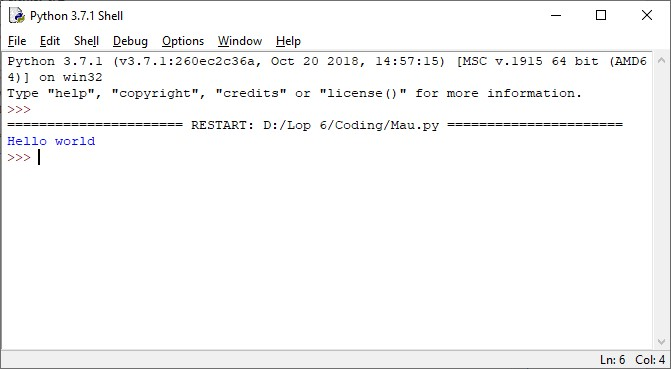 Python 3.7.1 Shell
File Edit Shell Debug Options Window Help
Python 3.7.1 (v3.7.1:260ec2c36a, Oct 20 2018, 14:57:15) [MSC v.1915 64 bit (AMD6
4)] on win32
Type "help", "copyright", "credits" or "license()" for more information.
>>>
====================== RESTART: D:/Lop 6/Coding/Mau.py ======================
Hello world
>>>
Ln: 6 Col: 4